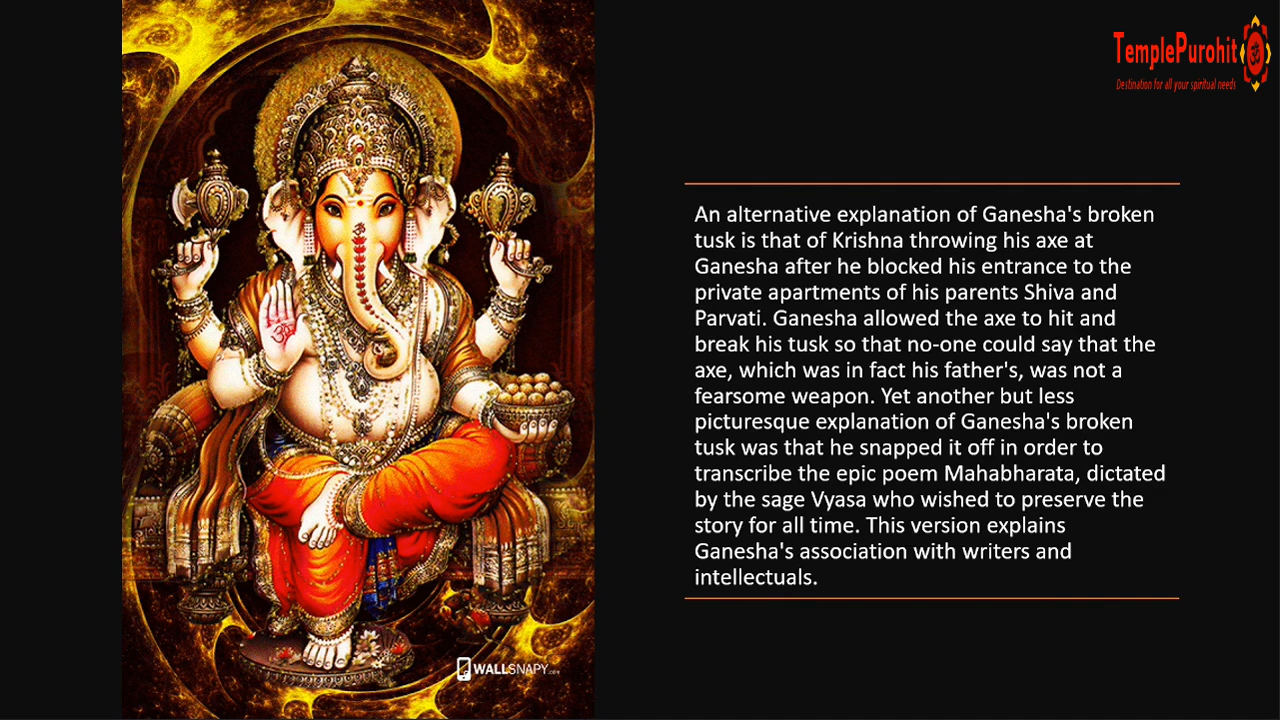 TemplePurohit
Destination for all your spiritual needs
An alternative explanation of Ganesha's broken
tusk is that of Krishna throwing his axe at
Ganesha after he blocked his entrance to the
private apartments of his parents Shiva and
Parvati. Ganesha allowed the axe to hit and
break his tusk so that no-one could say that the
axe, which was in fact his father's, was not a
fearsome weapon. Yet another but less
picturesque explanation of Ganesha's broken
tusk was that he snapped it off in order to
transcribe the epic poem Mahabharata, dictated
by the sage Vyasa who wished to preserve the
story for all time. This version explains
Ganesha's association with writers and
intellectuals.
ॐ
ॐ
ॐ
WALLSNAPY.com